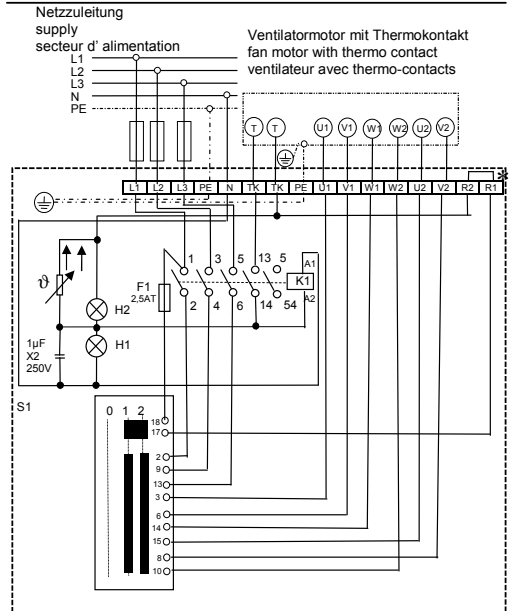 Netzzuleitung
supply
secteur d' alimentation
Ventilatormotor mit Thermokontakt
fan motor with thermo contact
ventilateur avec thermo-contacts
L1
L2
L3
N
PE
T T U1 V1 W1 W2 U2 V2
L1 L2 L3 PE N TK TK PE U1 V1 W1 W2 U2 V2 R2 R1 *
1 3 5 13 5 A1
K1
A2
2 4 6 14 54
F1
2,5AT
ϑ
H2
H1
1µF
X2
250V
S1
0 1 2
18
17
2
9
13
3
6
14
15
8
10